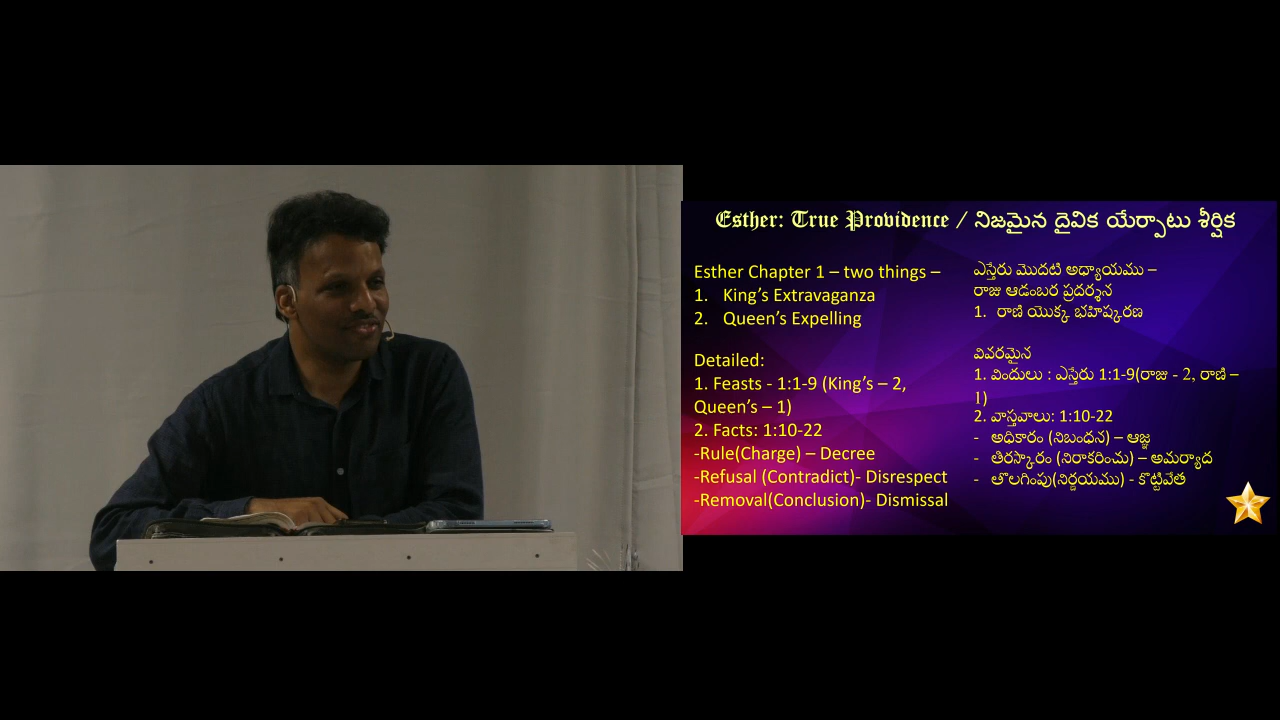 Esther: True Providence / నిజమైన దైవిక యేర్పాటు శీర్షిక
Esther Chapter 1 – two things –
1. King's Extravaganza
2. Queen's Expelling
Detailed:
1. Feasts - 1:1-9 (King's – 2,
Queen's – 1)
2. Facts: 1:10-22
-Rule(Charge) – Decree
-Refusal (Contradict)- Disrespect
-Removal(Conclusion)- Dismissal
ఎస్తేరు మొదటి అధ్యాయము –
రాజు ఆడంబర ప్రదర్శన
1. రాణి యొక్క భహిష్కరణ
వివరమైన
1. విందులు : ఎస్తేరు 1:1-9(రాజు - 2, రాణి –
1)
2. వాస్తవాలు: 1:10-22
- అధికారం (నిబంధన) – ఆజ్ఞ
- తిరస్కారం (నిరాకరించు) – అమర్యాద
- తొలగింపు(నిర్ణయము) - కొట్టివేత